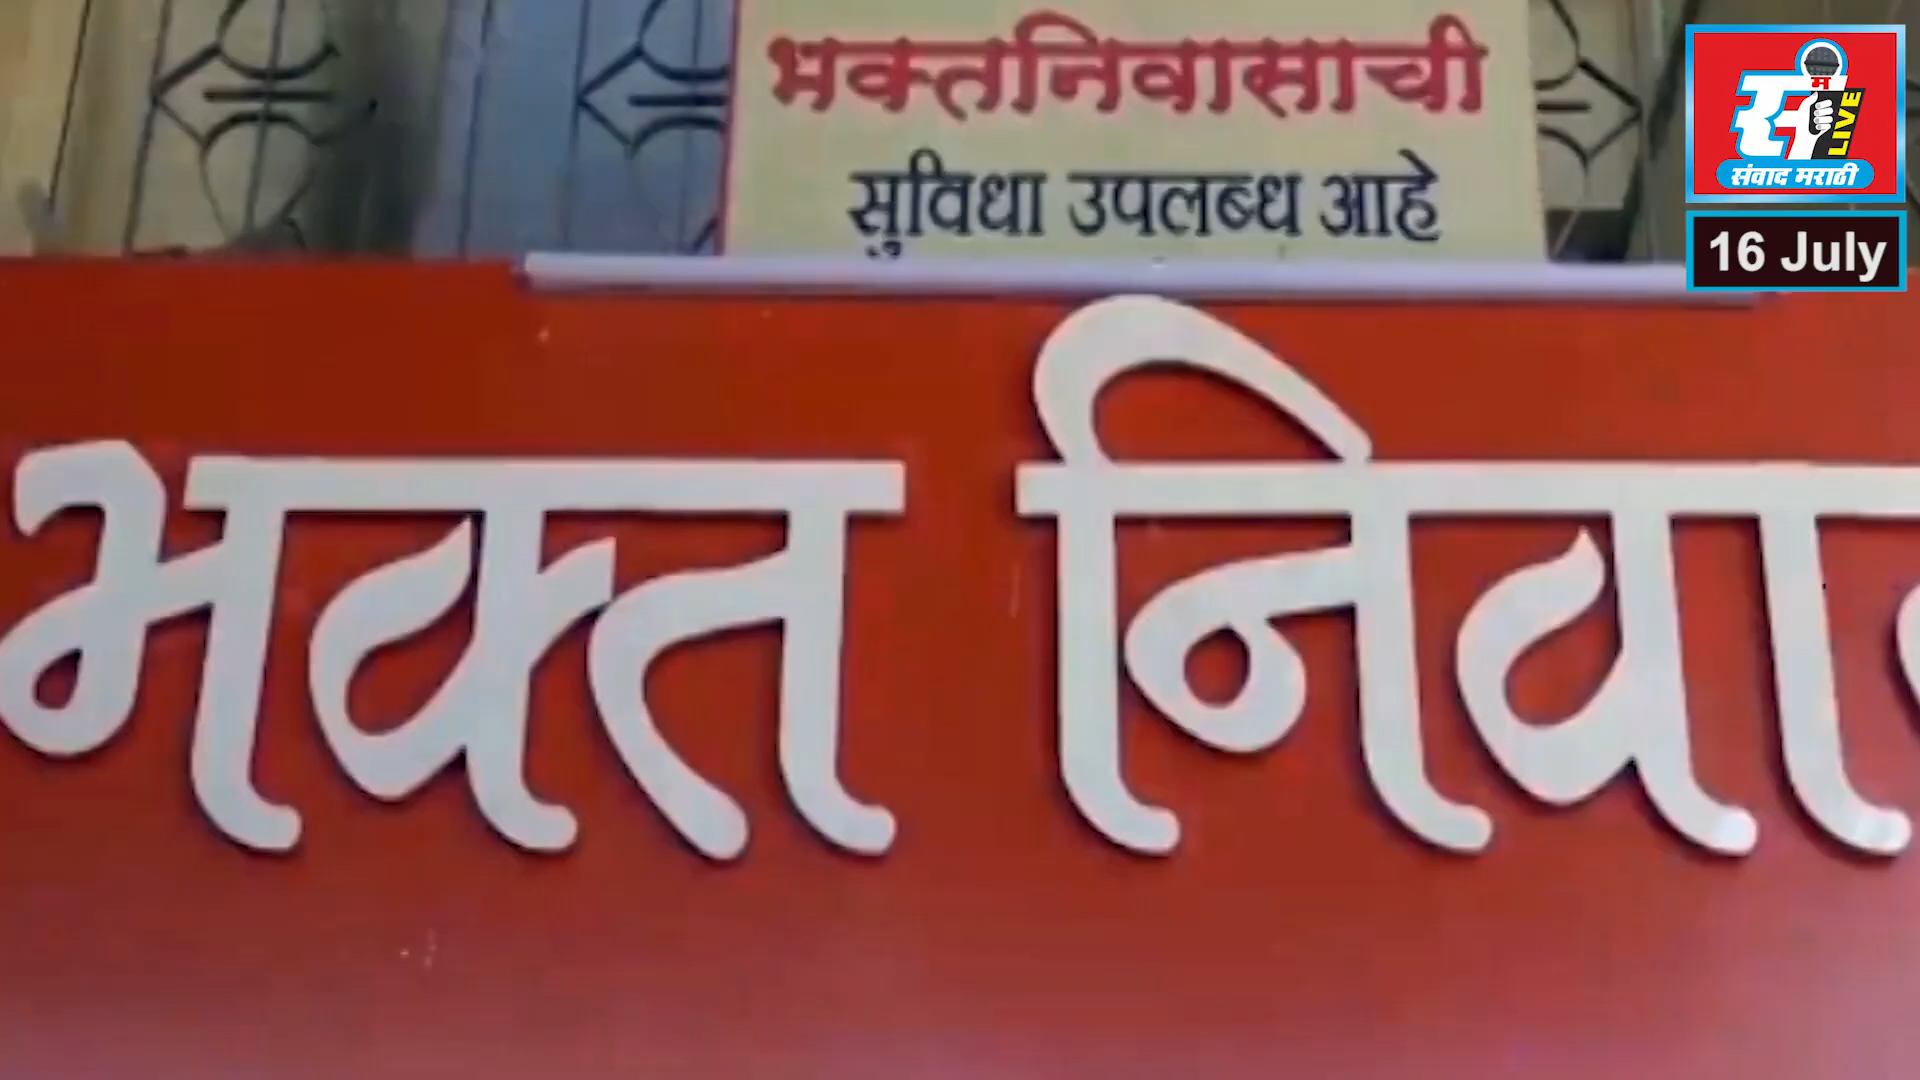 भक्तनिवासाची
सुविधा उपलब्ध आहे
भक्त
LIVE
संवाद मराठी
16 July